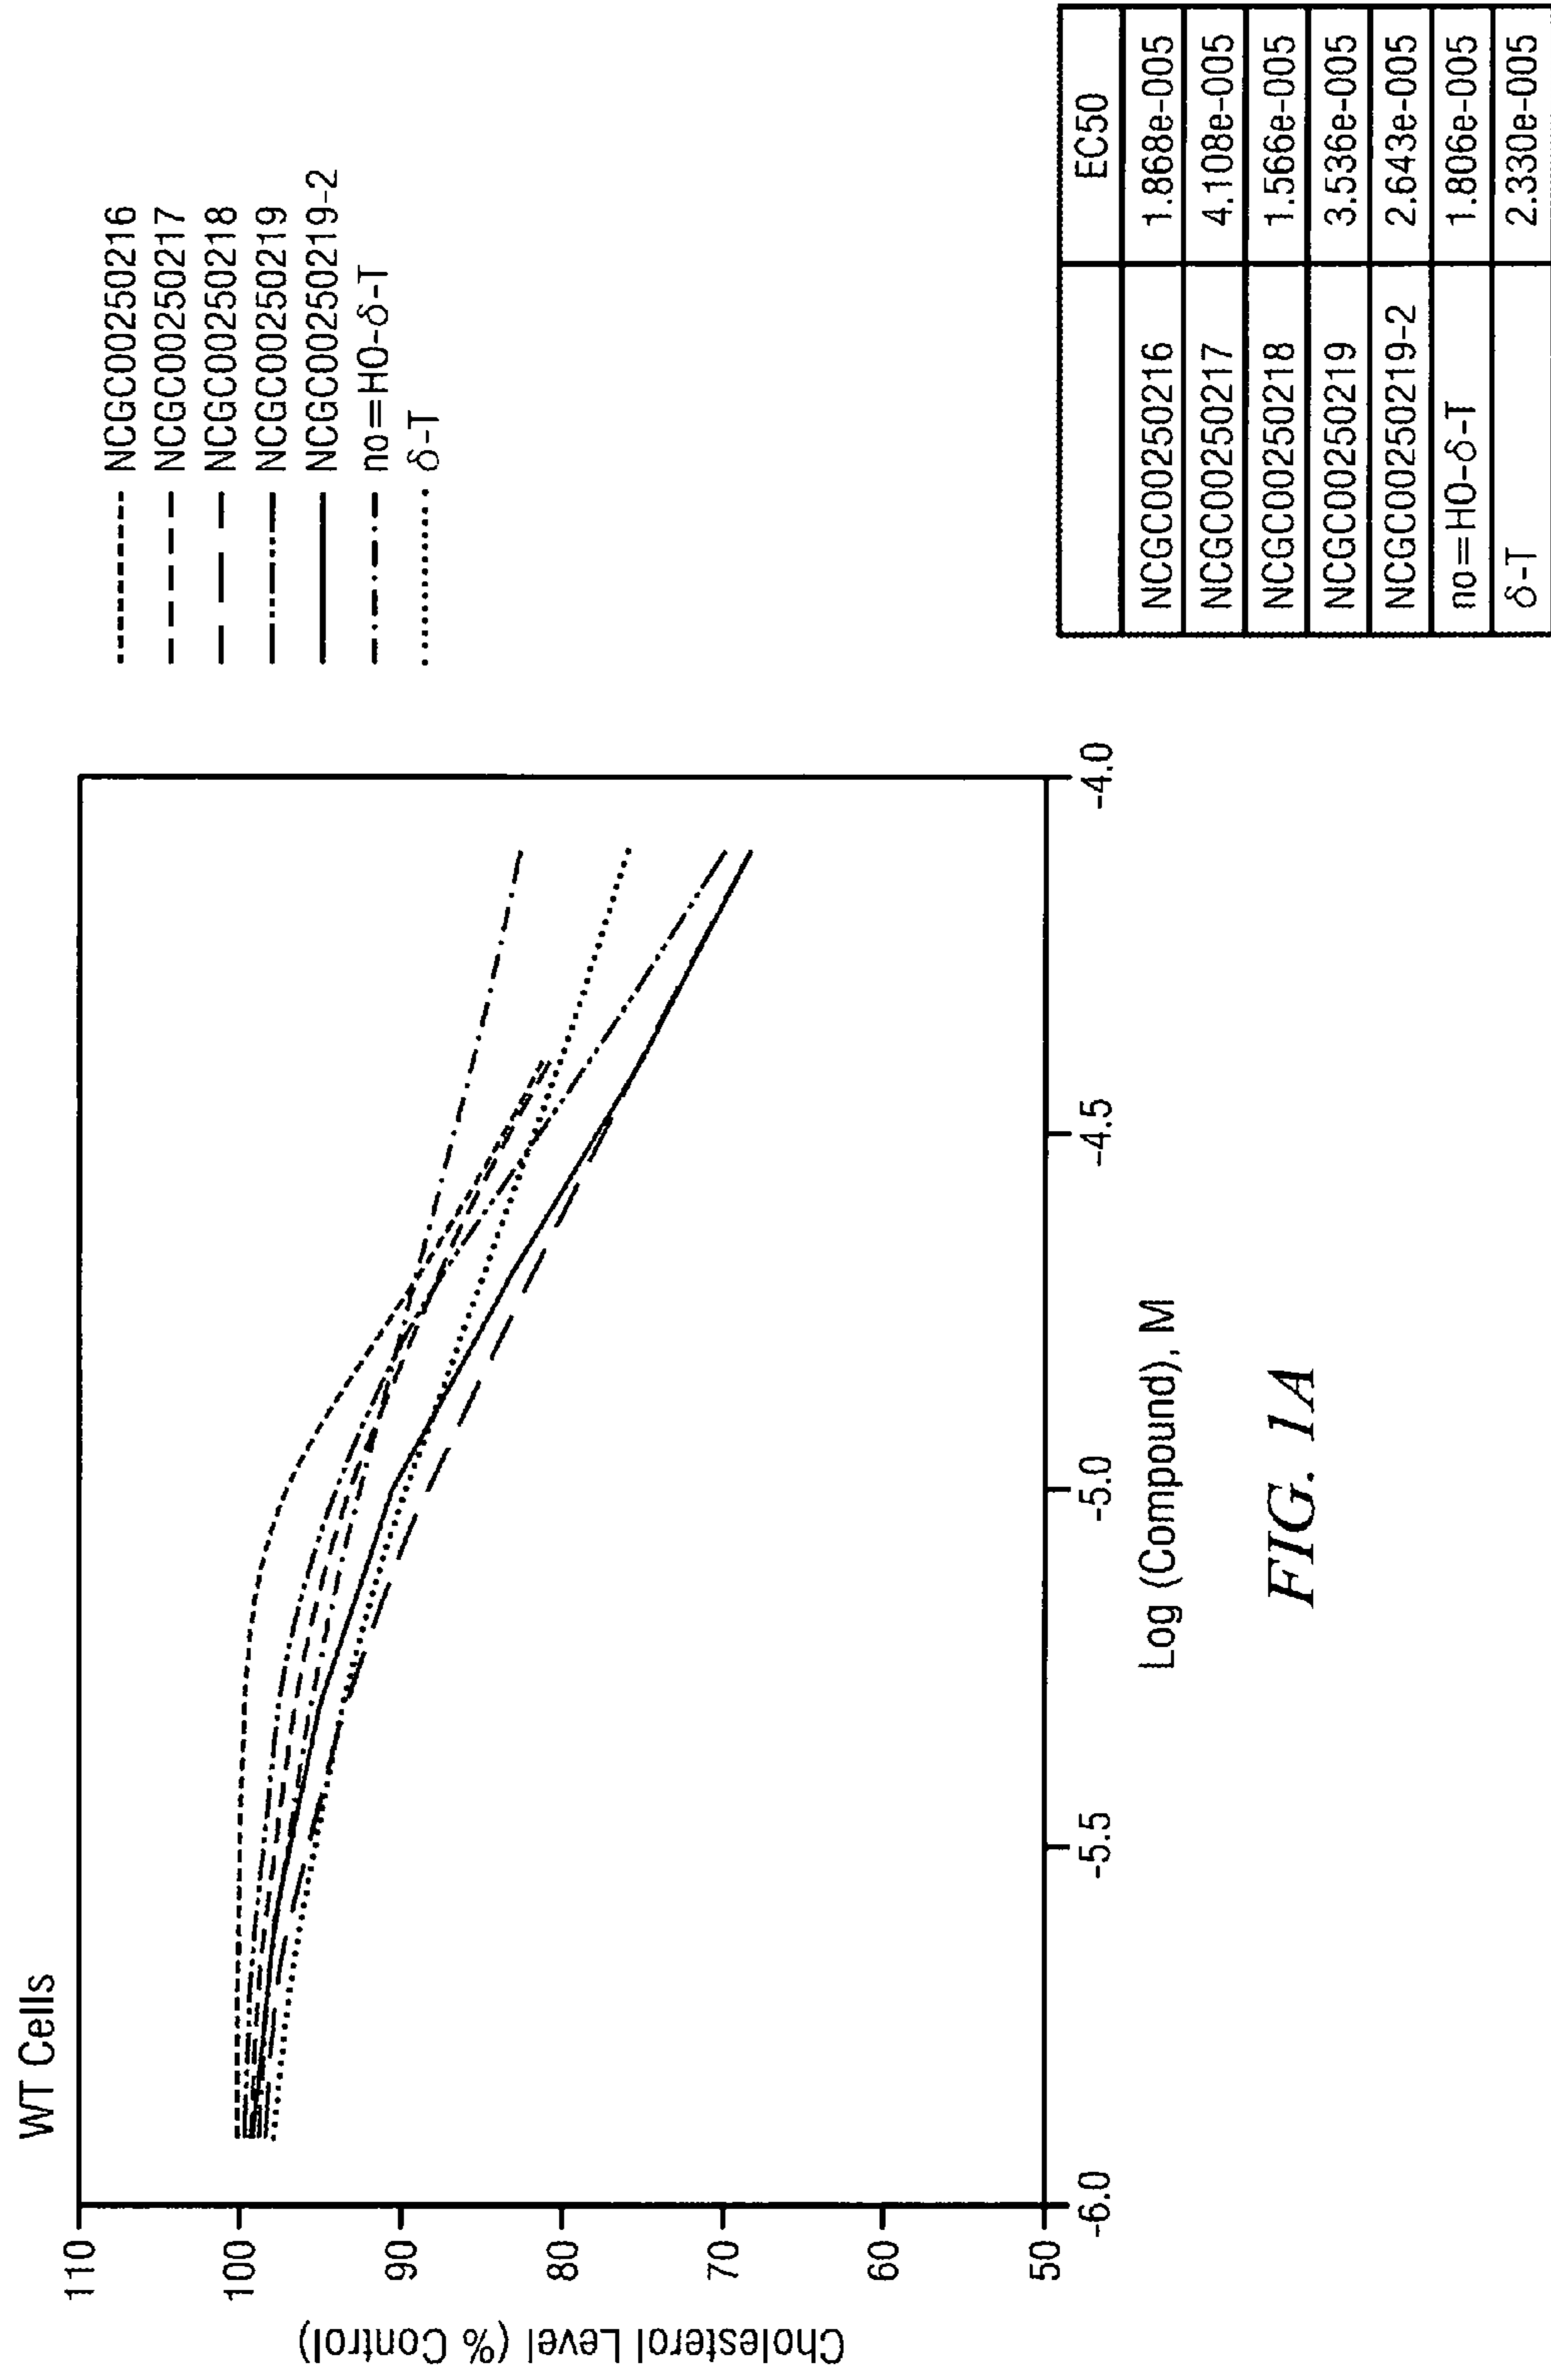 WT Cells
Cholesterol Level (% Control)
110
100
90
80
70
60
50
-6.0
-5.5
-5.0
-4.5
-4.0
Log (Compound), M
NCGC00250216
NCGC00250217
NCGC00250218
NCGC00250219
NCGC00250219-2
no=HO-δ-T
δ-T
EC50
NCGC00250216 1.868e-005
NCGC00250217 4.108e-005
NCGC00250218 1.566e-005
NCGC00250219 3.536e-005
NCGC00250219-2 2.643e-005
no=HO-δ-T 1.806e-005
δ-T 2.330e-005
FIG. 1A